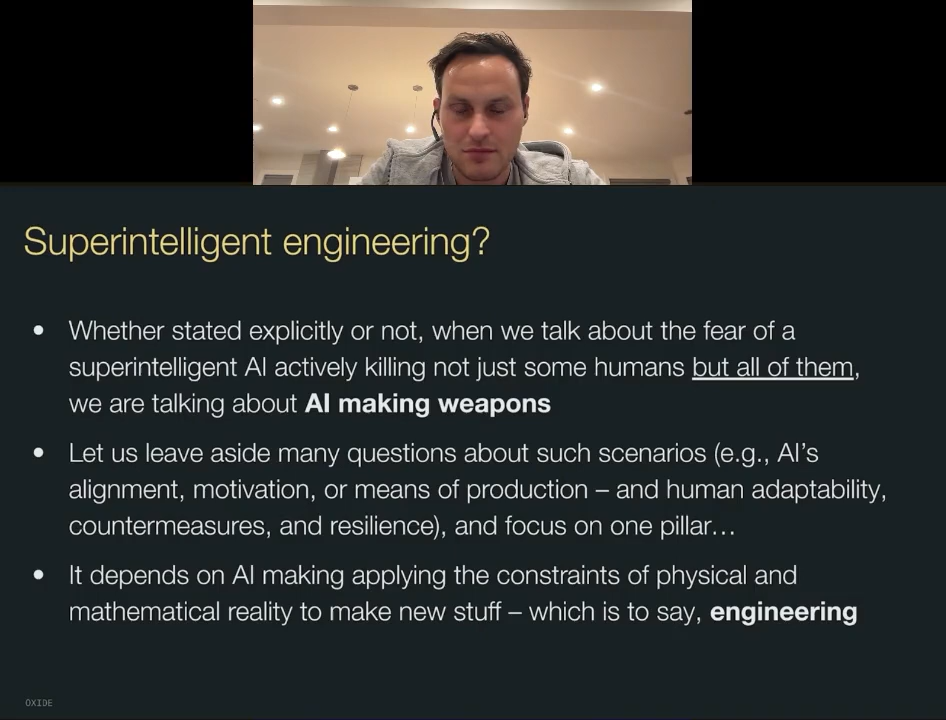 Superintelligent engineering?
• Whether stated explicitly or not, when we talk about the fear of a
superintelligent AI actively killing not just some humans but all of them,
we are talking about AI making weapons
• Let us leave aside many questions about such scenarios (e.g., AI’s
alignment, motivation, or means of production – and human adaptability,
countermeasures, and resilience), and focus on one pillar…
• It depends on AI making applying the constraints of physical and
mathematical reality to make new stuff – which is to say, engineering
OXIDE